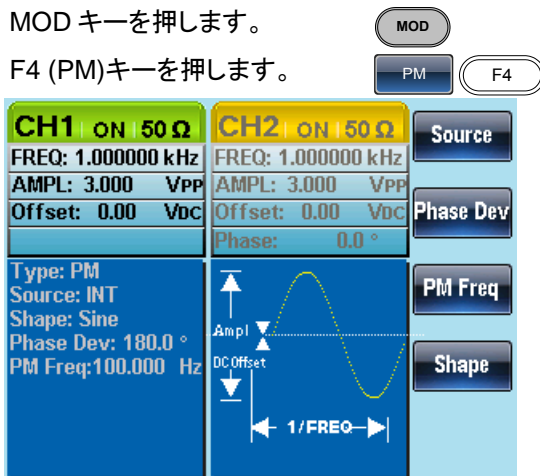 MOD キーを押します。
MOD
F4 (PM)キーを押します。
PM
F4
CH1 ON 50 Ω
CH2 ON 50 Ω
FREQ: 1.000000 kHz
FREQ: 1.000000 kHz
AMPL: 3.000 VPP
AMPL: 3.000 VPP
Offset: 0.00 VDC
Offset: 0.00 VDC
Phase: 0.0 °
Source
Phase Dev
PM Freq
Shape
Type: PM
Source: INT
Shape: Sine
Phase Dev: 180.0 °
PM Freq:100.000 Hz
Ampl
DC Offset
1/FREQ